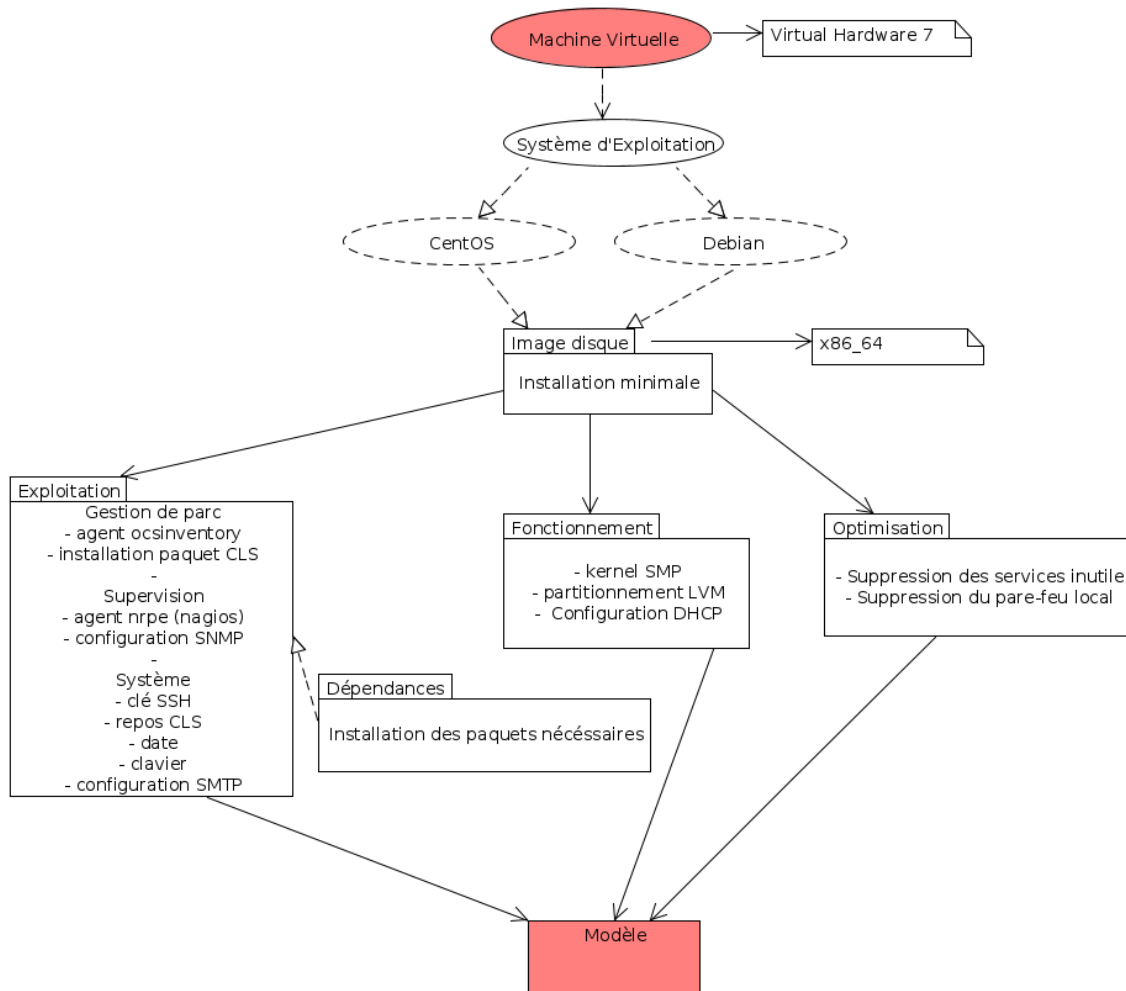 Machine Virtuelle
Virtual Hardware 7
Système d'Exploitation
CentOS
Debian
Image disque
x86_64
Installation minimale
Exploitation
Gestion de parc
- agent ocsinventory
- installation paquet CLS
-
Supervision
- agent nrpe (nagios)
- configuration SNMP
-
Système
- clé SSH
- repos CLS
- date
- clavier
- configuration SMTP
Dépendances
Installation des paquets nécéssaires
Fonctionnement
- kernel SMP
- partitionnement LVM
- Configuration DHCP
Optimisation
- Suppression des services inutile
- Suppression du pare-feu local
Modèle